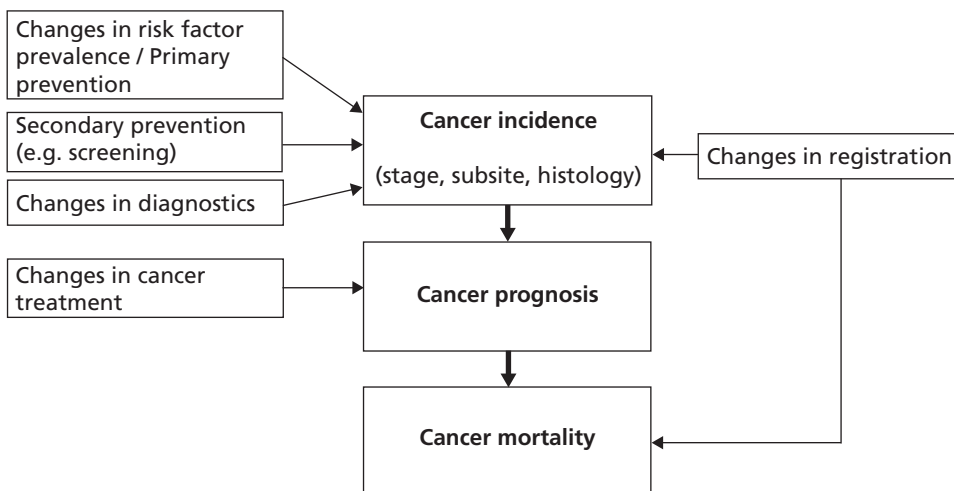 Changes in risk factor
prevalence / Primary
prevention
Secondary prevention
(e.g. screening)
Changes in diagnostics
Changes in cancer
treatment
Cancer incidence
(stage, subsite, histology)
Cancer prognosis
Cancer mortality
Changes in registration